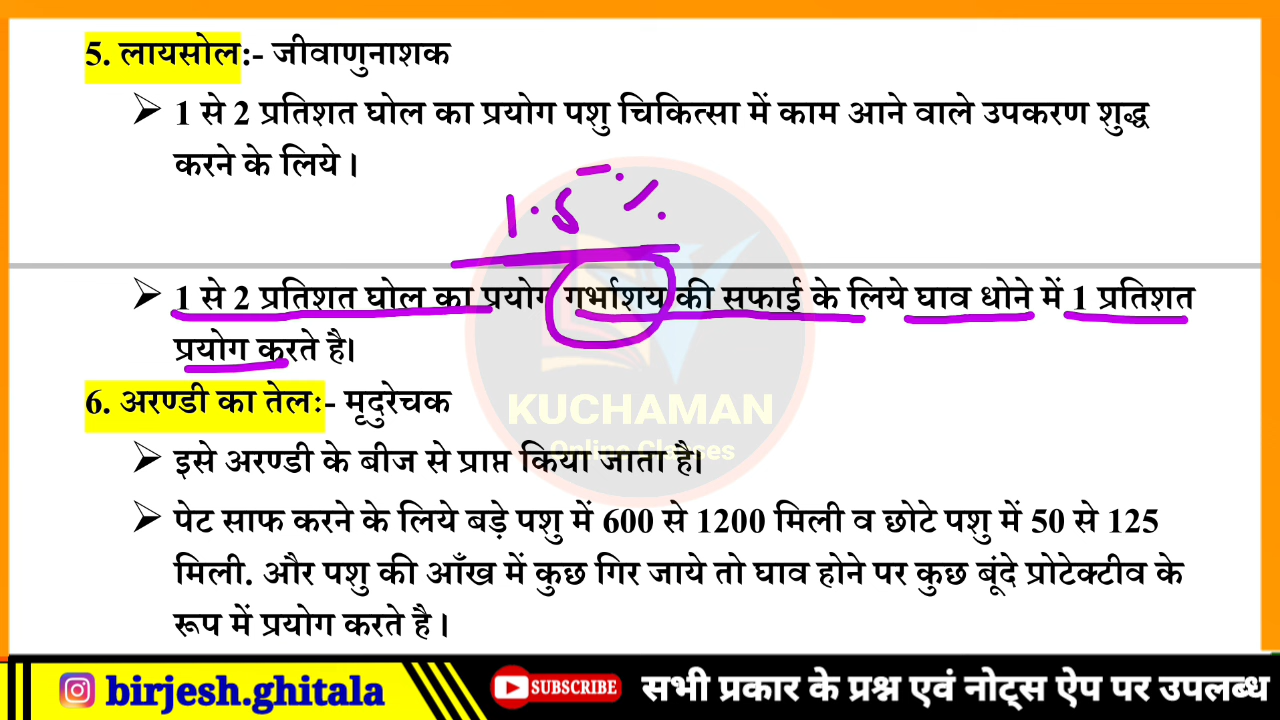 5. लायसोल:- जीवाणुनाशक
➢ 1 से 2 प्रतिशत घोल का प्रयोग पशु चिकित्सा में काम आने वाले उपकरण शुद्ध
करने के लिये।
1.5 %
➢ 1 से 2 प्रतिशत घोल का प्रयोग गर्भाशय की सफाई के लिये घाव धोने में 1 प्रतिशत
प्रयोग करते है।
6. अरण्डी का तेलः- मृदुरेचक
KUCHAMAN
Online Classes
➢ इसे अरण्डी के बीज से प्राप्त किया जाता है।
➢ पेट साफ करने के लिये बड़े पशु में 600 से 1200 मिली व छोटे पशु में 50 से 125
मिली. और पशु की आँख में कुछ गिर जाये तो घाव होने पर कुछ बूंदे प्रोटेक्टीव के
रूप में प्रयोग करते है।
birjesh.ghitala SUBSCRIBE सभी प्रकार के प्रश्न एवं नोट्स ऐप पर उपलब्ध